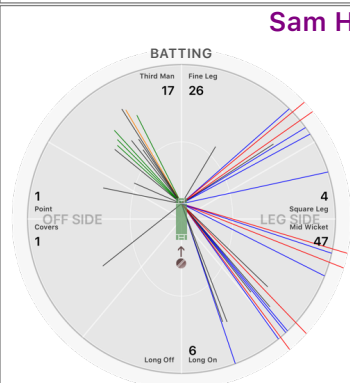 Sam H
BATTING
Third Man Fine Leg
17 26
1 4
Point Square Leg
OFF SIDE LEG SIDE
Covers Mid Wicket
1 47
6
Long Off Long On